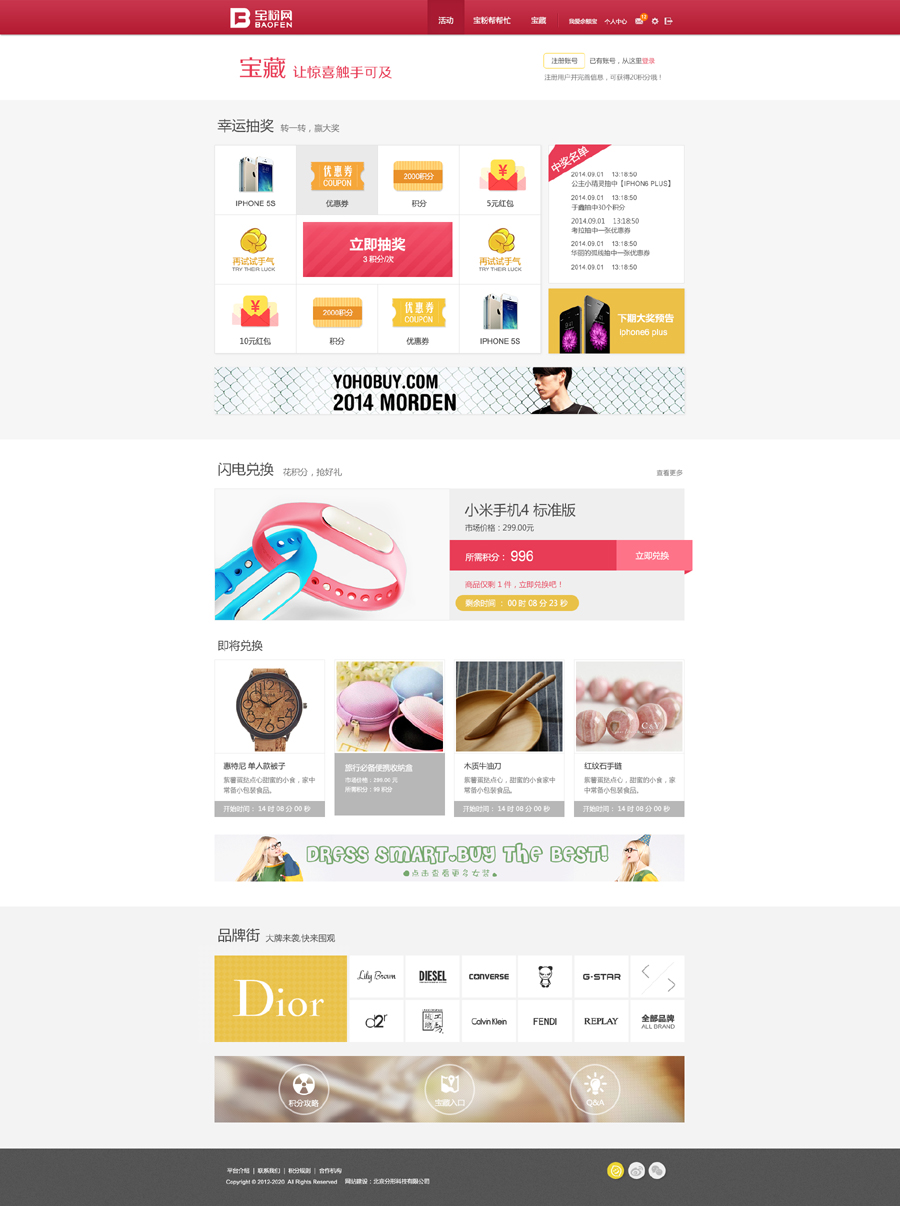 宝粉网
BAOFEN
活动 宝粉帮帮忙 宝藏 我爱余额宝 个人中心
宝藏 让惊喜触手可及
注册账号 已有账号，从这里登录
注册用户并完善信息，可获得20积分哦！
幸运抽奖 转一转，赢大奖
优惠券
COUPON
2000积分
IPHONE 5S 优惠券 积分 5元红包
再试试手气
TRY THEIR LUCK
立即抽奖
3 积分/次
再试试手气
TRY THEIR LUCK
2000积分
优惠券
COUPON
10元红包 积分 优惠券 IPHONE 5S
中奖名单
2014.09.01 13:18:50
公主小精灵抽中【IPHON6 PLUS】
2014.09.01 13:18:50
于鑫抽中30个积分
2014.09.01 13:18:50
考拉抽中一张优惠券
2014.09.01 13:18:50
华丽的弧线抽中一张优惠券
2014.09.01 13:18:50
下期大奖预告
Iphone6 plus
YOHOBUY.COM
2014 MORDEN
闪电兑换 花积分，抢好礼 查看更多
小米手机4 标准版
市场价格：299.00元
所需积分： 996 立即兑换
商品仅剩 1 件，立即兑换吧！
剩余时间 ： 00 时 08 分 23 秒
即将兑换
惠特尼 单人款被子
紫薯蛋挞点心，甜蜜的小食，家中
常备小包装食品。
开始时间： 14 时 08 分 00 秒
旅行必备便携收纳盒
市场价格：299.00 元
所需积分：99 积分
木质牛油刀
紫薯蛋挞点心，甜蜜的小食家中
常备小包装食品。
开始时间： 14 时 08 分 00 秒
红纹石手链
紫薯蛋挞点心，甜蜜的小食，家
中常备小包装食品。
开始时间： 14 时 08 分 00 秒
DRESS SMART.BUY THE BEST!
点击查看更多女装
品牌街 大牌来袭,快来围观
Dior
Lily Brown DIESEL CONVERSE G-STAR
d2r Calvin Klein FENDI REPLAY 全部品牌
ALL BRAND
积分攻略 宝藏入口 Q&A
平台介绍 | 联系我们 | 积分规则 | 合作机构
Copyright © 2012-2020 All Rights Reserved 网站建设：北京分形科技有限公司